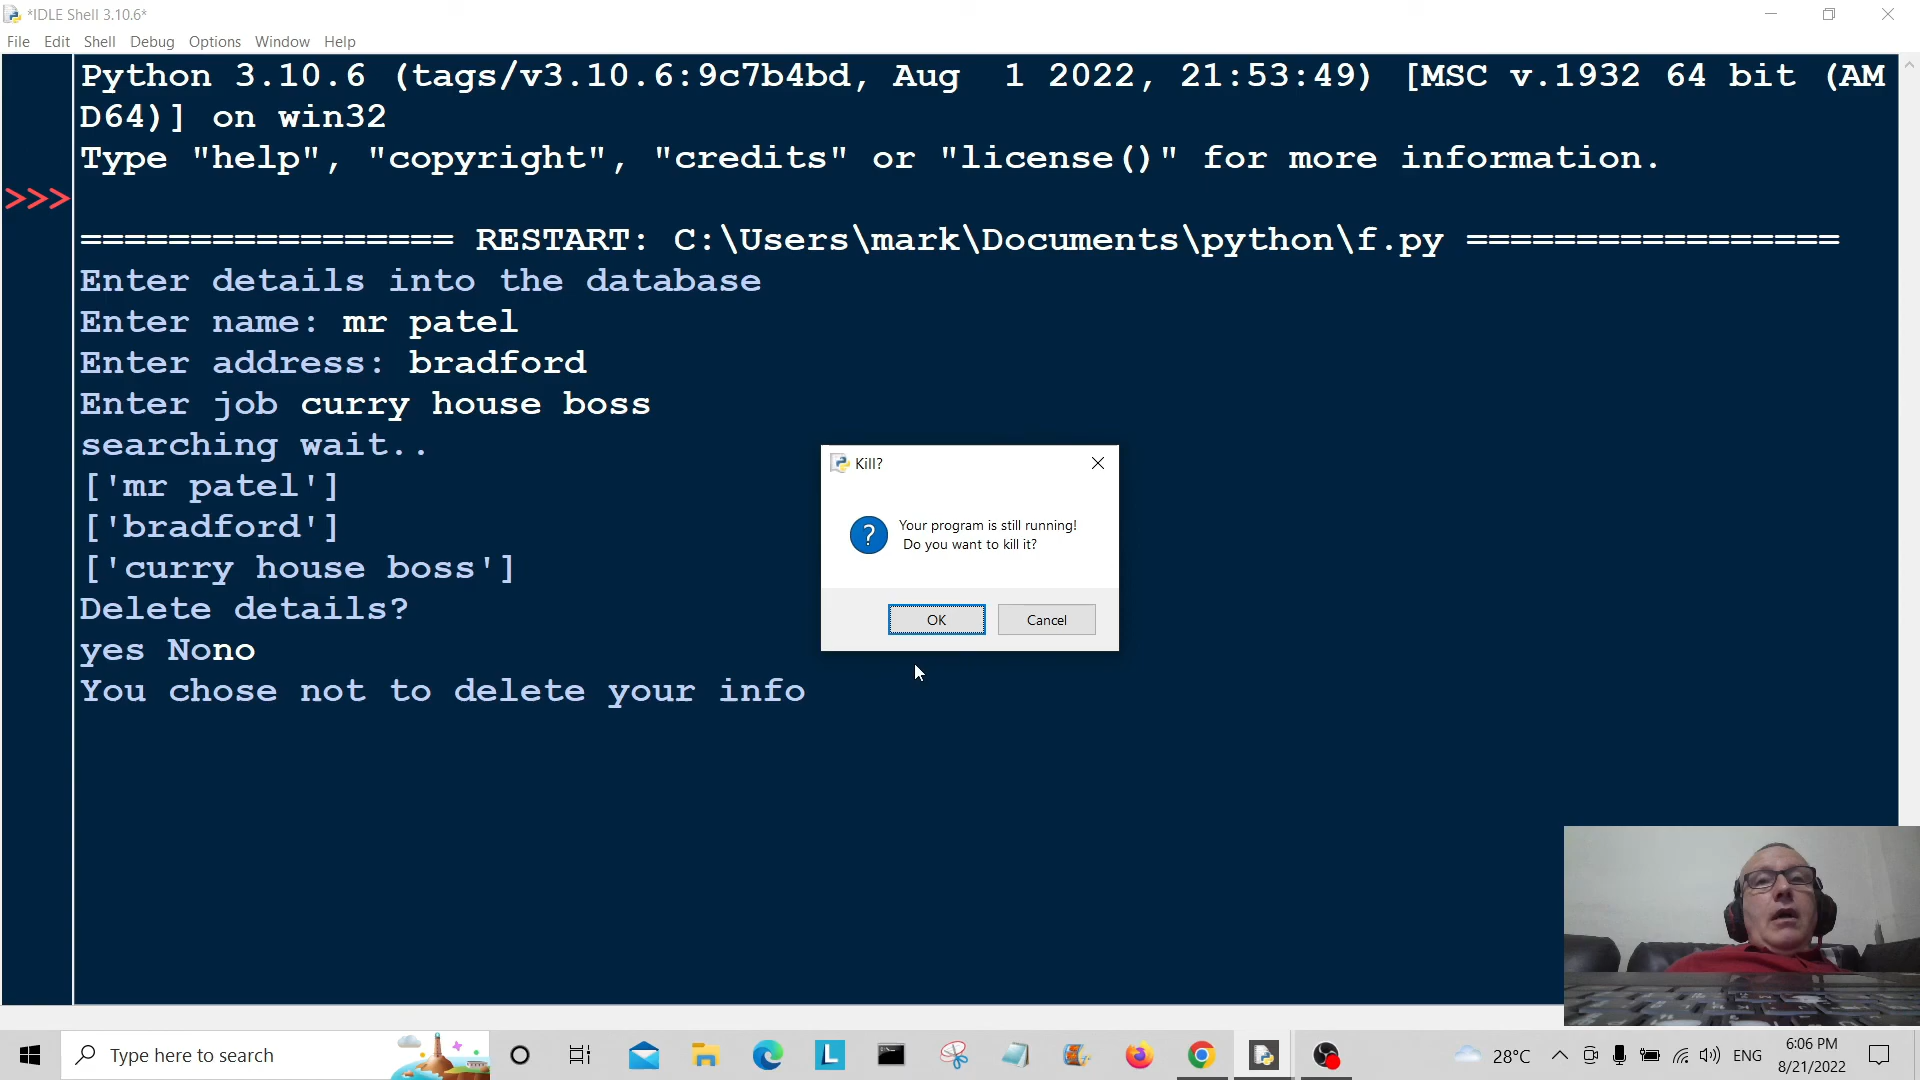 *IDLE Shell 3.10.6*
File Edit Shell Debug Options Window Help
Python 3.10.6 (tags/v3.10.6:9c7b4bd, Aug  1 2022, 21:53:49) [MSC v.1932 64 bit (AM
D64)] on win32
Type "help", "copyright", "credits" or "license()" for more information.
>>>
================= RESTART: C:\Users\mark\Documents\python\f.py =================
Enter details into the database
Enter name: mr patel
Enter address: bradford
Enter job curry house boss
searching wait..
['mr patel']
['bradford']
['curry house boss']
Delete details?
yes Nono
You chose not to delete your info
Kill?
Your program is still running!
Do you want to kill it?
OK Cancel
Type here to search
L
28°C
ENG
6:06 PM
8/21/2022